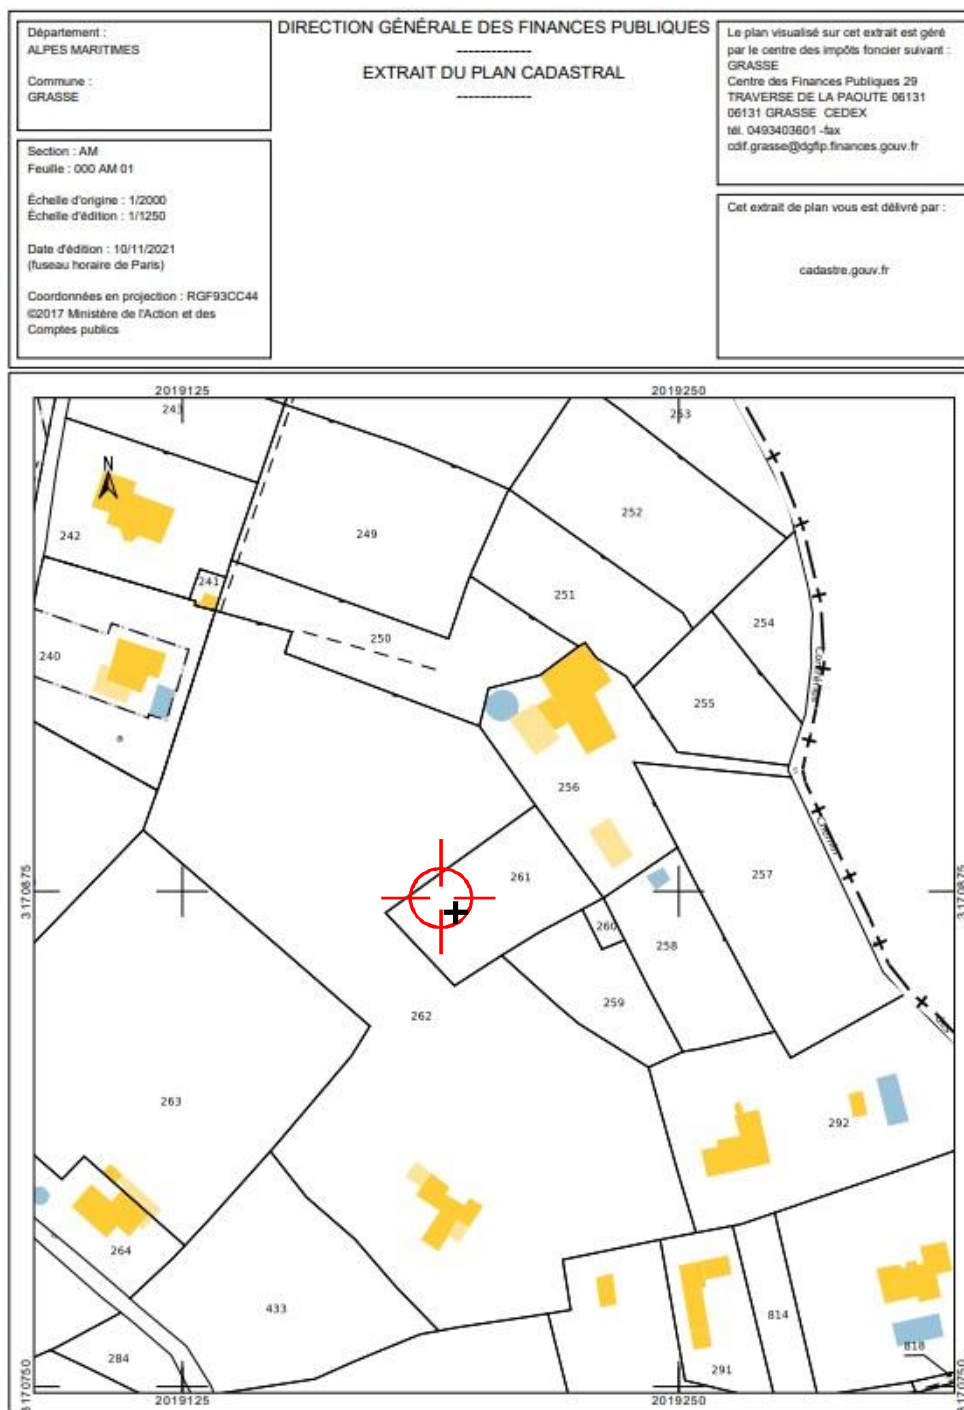 Département :
ALPES MARITIMES
Commune :
GRASSE
Section : AM
Feuille : 000 AM 01
Échelle d'origine : 1/2000
Échelle d'édition : 1/1250
Date d'édition : 10/11/2021
(fuseau horaire de Paris)
Coordonnées en projection : RGF93CC44
©2017 Ministère de l'Action et des
Comptes publics
DIRECTION GÉNÉRALE DES FINANCES PUBLIQUES
-------------
EXTRAIT DU PLAN CADASTRAL
-------------
Le plan visualisé sur cet extrait est géré
par le centre des impôts foncier suivant :
GRASSE
Centre des Finances Publiques 29
TRAVERSE DE LA PAOUTE 06131
06131 GRASSE CEDEX
tél. 0493403601 -fax
cdif.grasse@dgfip.finances.gouv.fr
Cet extrait de plan vous est délivré par :
cadastre.gouv.fr
2019125
2019250
243
253
N
252
242
249
241
251
254
250
240
255
256
3170875
261
257
3170875
260
258
259
262
Chemin
des
263
292
264
433
814
818
284
291
3170750
2019125
2019250
3170750